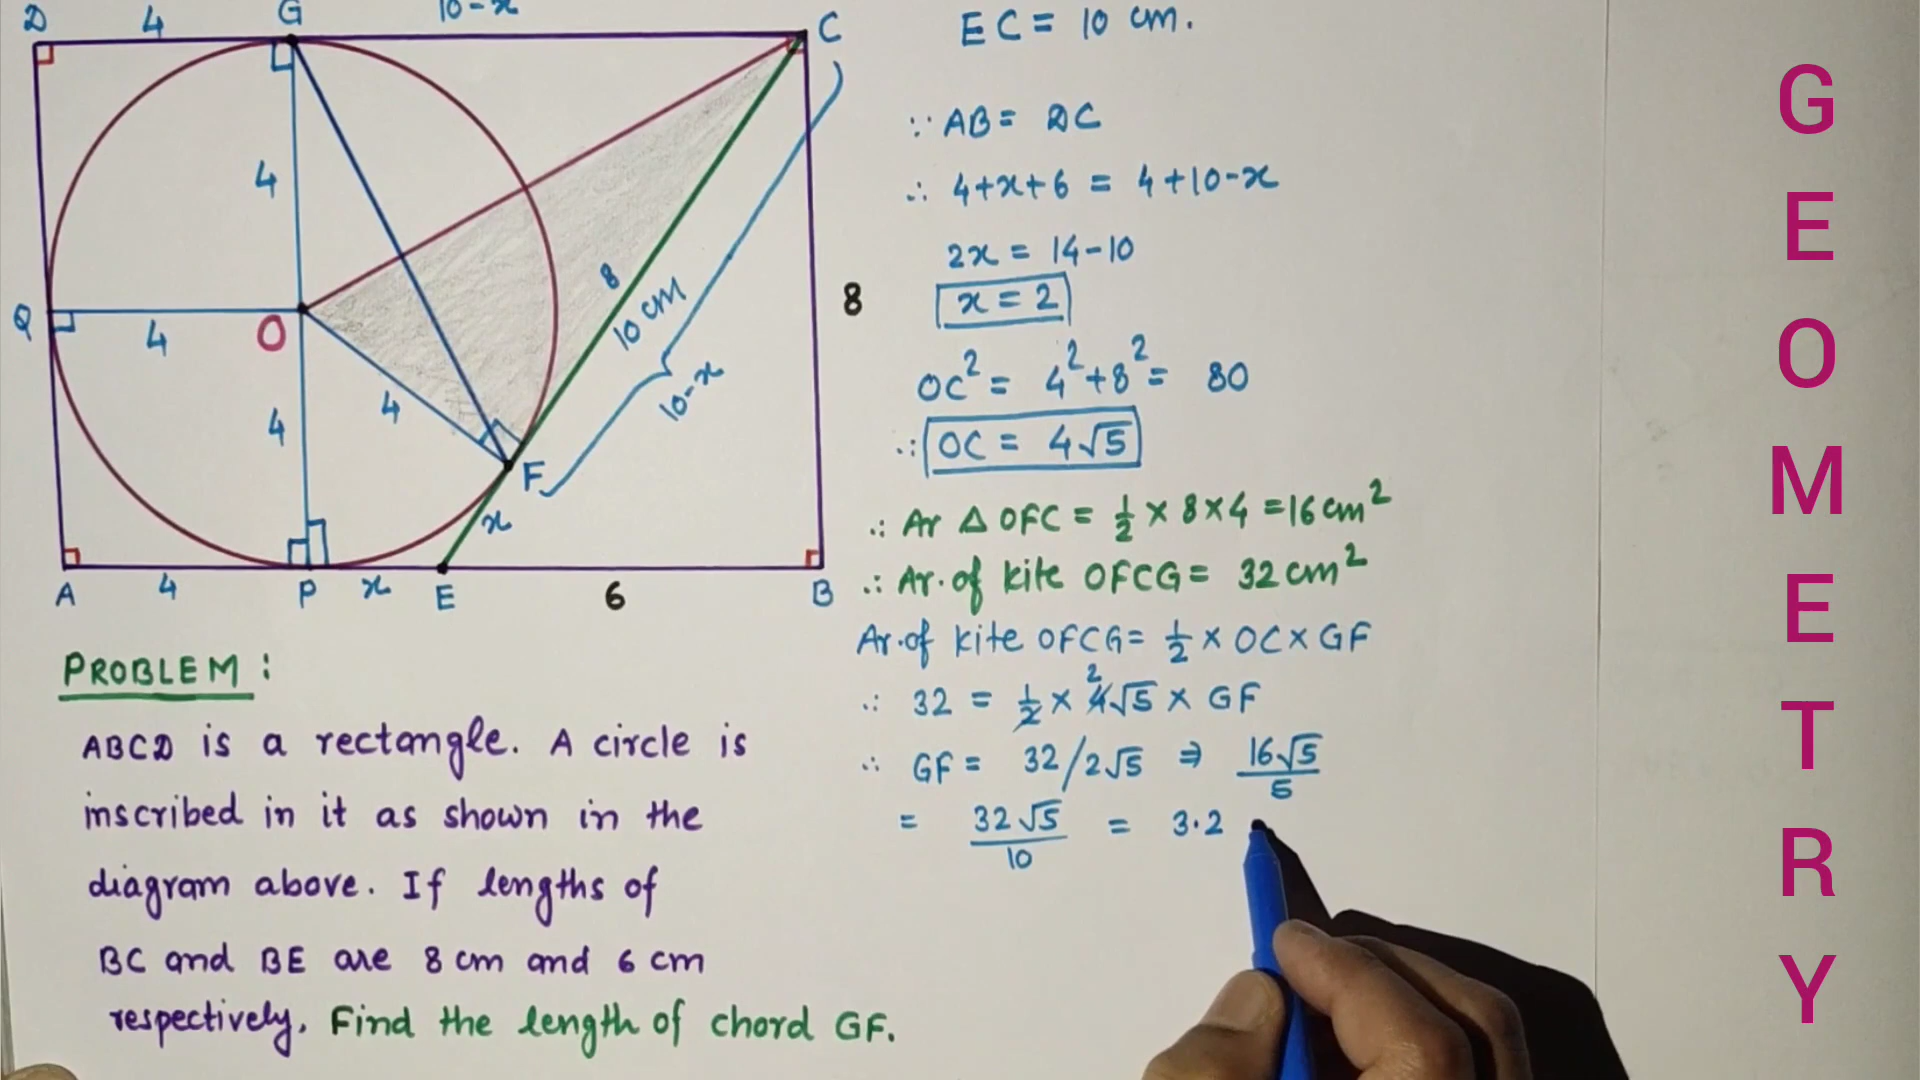 D 4 G 10-x C
4
Q 4 O
4 4
8
10 cm
10-x
8
F
x
A 4 P x E 6 B
EC = 10 cm.
∵ AB = DC
∴ 4+x+6 = 4+10-x
2x = 14-10
x = 2
OC² = 4²+8² = 80
∴ OC = 4√5
∴ Ar △ OFC = 1/2 × 8 × 4 = 16 cm²
∴ Ar. of kite OFCG = 32 cm²
Ar. of kite OFCG = 1/2 × OC × GF
∴ 32 = 1/2 × 4 2 √5 × GF
∴ GF = 32/2√5 ⇒ 16√5/5
= 32√5/10 = 3.2
PROBLEM :
ABCD is a rectangle. A circle is
inscribed in it as shown in the
diagram above. If lengths of
BC and BE are 8 cm and 6 cm
respectively. Find the length of chord GF.
GEOMETRY